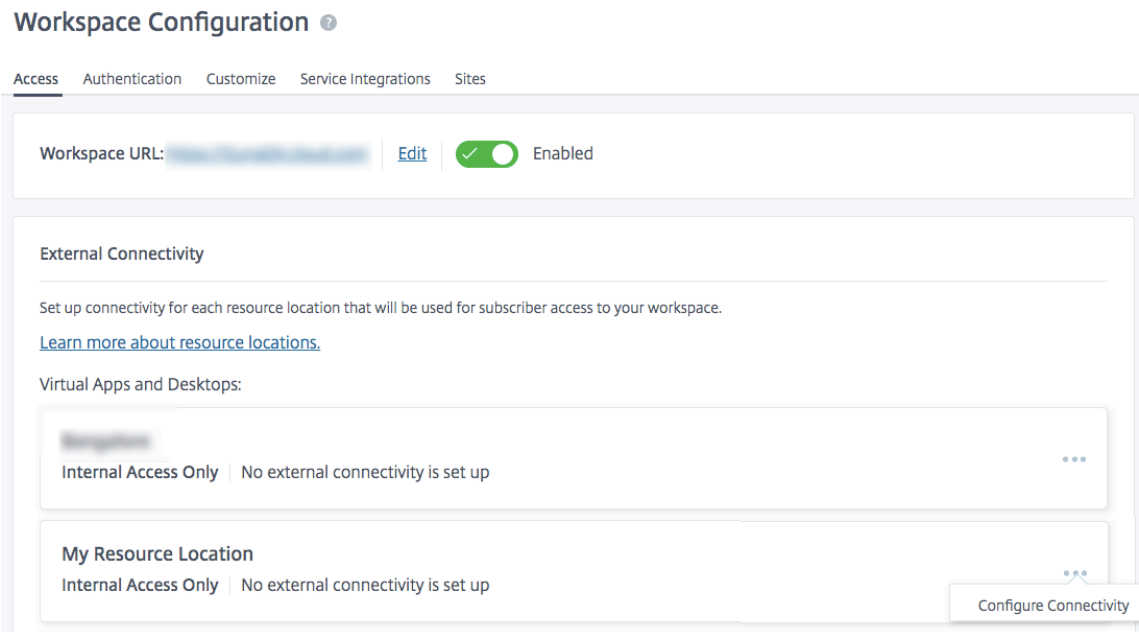 Workspace Configuration ?
Access Authentication Customize Service Integrations Sites
Workspace URL: Edit Enabled
External Connectivity
Set up connectivity for each resource location that will be used for subscriber access to your workspace.
Learn more about resource locations.
Virtual Apps and Desktops:
Internal Access Only No external connectivity is set up
My Resource Location
Internal Access Only No external connectivity is set up
Configure Connectivity